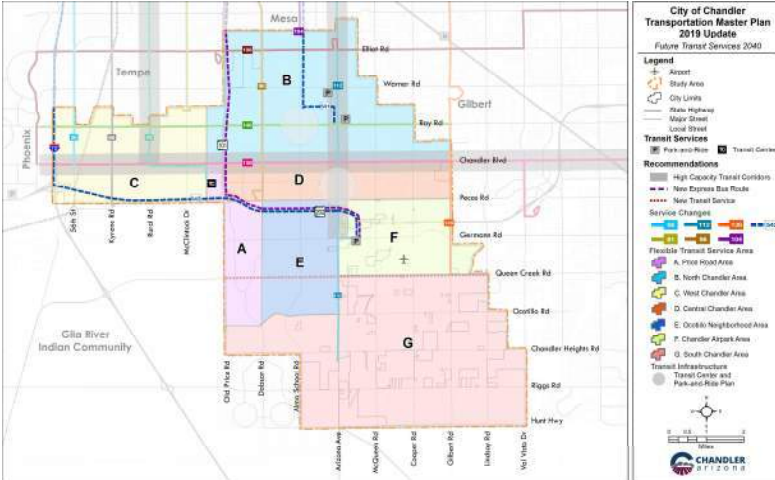 City of Chandler
Transportation Master Plan
2019 Update
Future Transit Services 2040
Legend
Airport
Study Area
City Limits
State Highway
Major Street
Local Street
Transit Services
P Park-and-Ride
Transit Center
Recommendations
High Capacity Transit Corridors
New Express Bus Route
New Transit Service
Service Changes
112
104
Flexible Transit Service Area
A. Price Road Area
B. North Chandler Area
C. West Chandler Area
D. Central Chandler Area
E. Ocotillo Neighborhood Area
F. Chandler Airpark Area
G. South Chandler Area
Transit Infrastructure
Transit Center and
Park-and-Ride Plan
N
W
E
S
0 0.5 1 2
Miles
CHANDLER
arizona
Mesa
Tempe
Gilbert
Phoenix
Gila River
Indian Community
Elliot Rd
Warner Rd
Ray Rd
Chandler Blvd
Pecos Rd
Germann Rd
Queen Creek Rd
Ocotillo Rd
Chandler Heights Rd
Riggs Rd
Hunt Hwy
56th St
Kyrene Rd
Rural Rd
McClintock Dr
Old Price Rd
Dobson Rd
Alma School Rd
Arizona Ave
McQueen Rd
Cooper Rd
Gilbert Rd
Lindsay Rd
Val Vista Dr
A
B
C
D
E
F
G
P
P
P